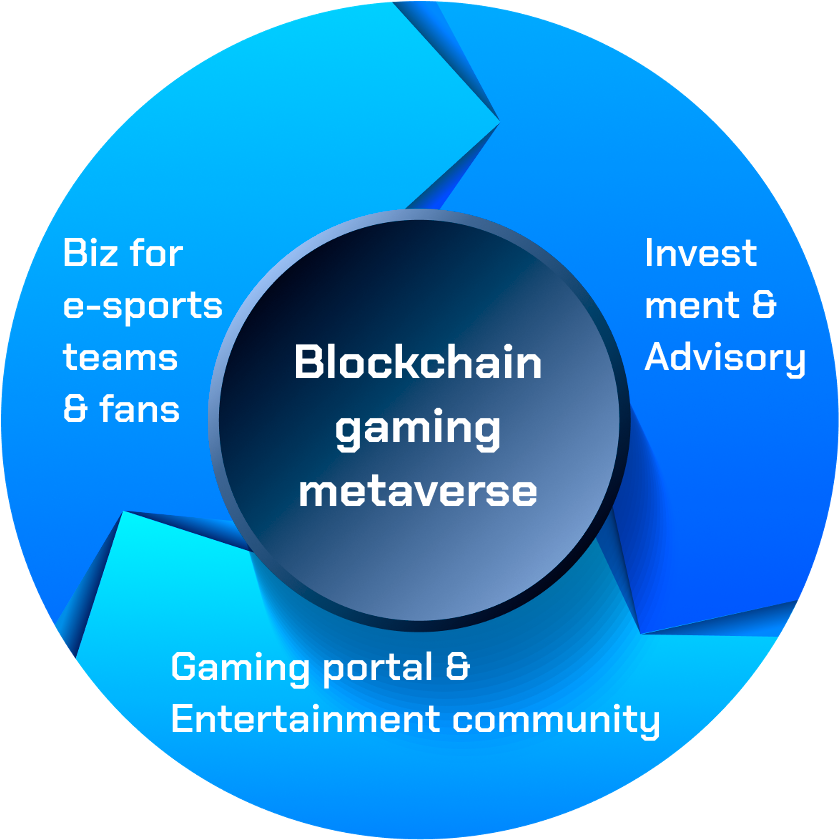 Biz for
e-sports
teams
& fans
Invest
ment &
Advisory
Blockchain
gaming
metaverse
Gaming portal &
Entertainment community